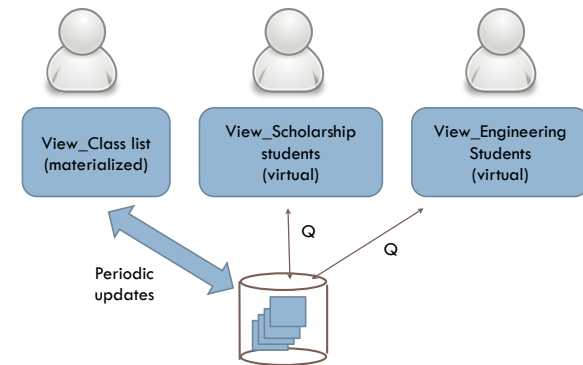 View_Class list
(materialized)
View_Scholarship
students
(virtual)
View_Engineering
Students
(virtual)
Q
Q
Periodic
updates